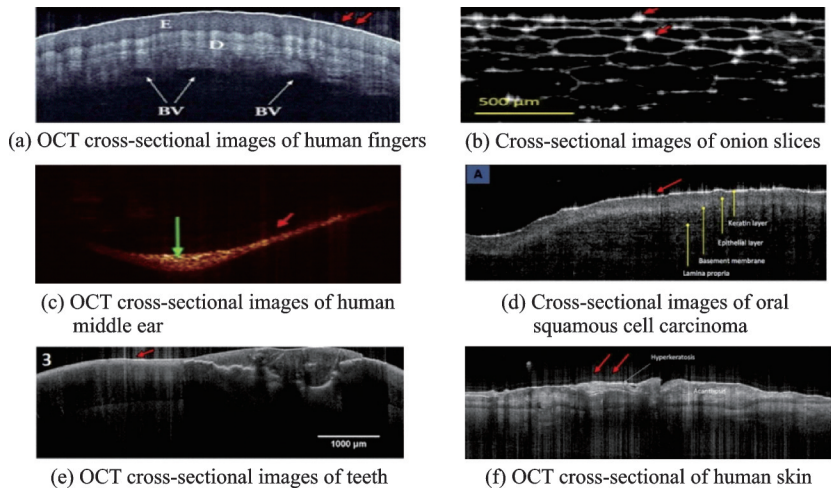 E
D
BV
BV
(a) OCT cross-sectional images of human fingers
500 µm
(b) Cross-sectional images of onion slices
(c) OCT cross-sectional images of human
middle ear
A
Keratin layer
Epithelial layer
Basement membrane
Lamina propria
(d) Cross-sectional images of oral
squamous cell carcinoma
3
1000 µm
(e) OCT cross-sectional images of teeth
Hyperkeratosis
Acanthosis
(f) OCT cross-sectional of human skin